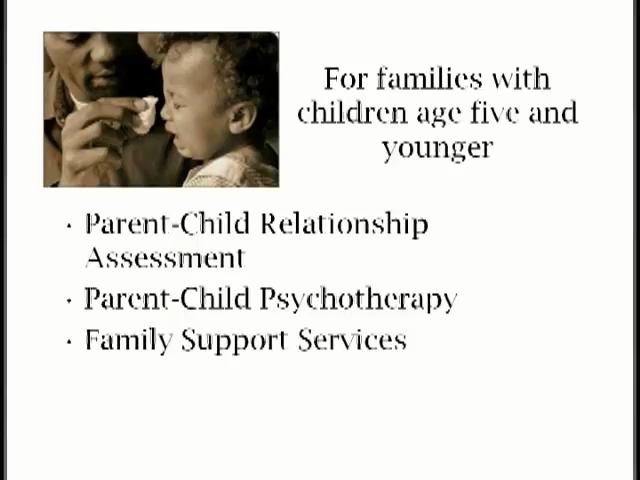 For families with
children age five and
younger
· Parent-Child Relationship
Assessment
· Parent-Child Psychotherapy
· Family Support Services